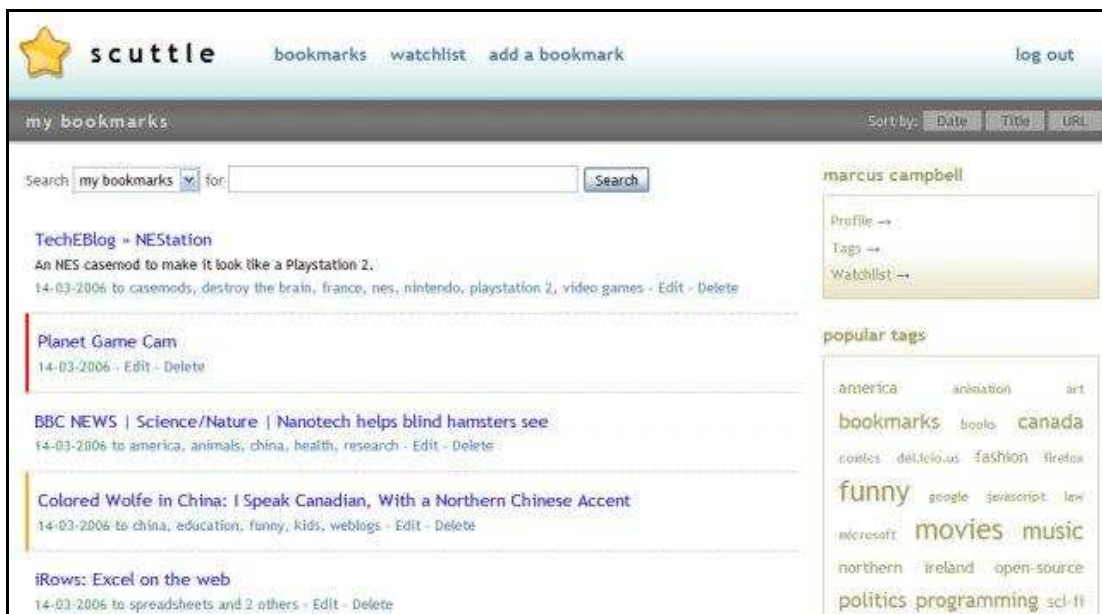 scuttle bookmarks watchlist add a bookmark log out
my bookmarks Sort by: Date Title URL
Search my bookmarks for Search
TechEBlog » NEStation
An NES casemod to make it look like a Playstation 2.
14-03-2006 to casemods, destroy the brain, france, nes, nintendo, playstation 2, video games - Edit - Delete
Planet Game Cam
14-03-2006 - Edit - Delete
BBC NEWS | Science/Nature | Nanotech helps blind hamsters see
14-03-2006 to america, animals, china, health, research - Edit - Delete
Colored Wolfe in China: I Speak Canadian, With a Northern Chinese Accent
14-03-2006 to china, education, funny, kids, weblogs - Edit - Delete
iRows: Excel on the web
14-03-2006 to spreadsheets and 2 others - Edit - Delete
marcus campbell
Profile →
Tags →
Watchlist →
popular tags
america animation art
bookmarks books canada
comics del.icio.us fashion firefox
funny google javascript law
microsoft movies music
northern ireland open-source
politics programming sci-fi